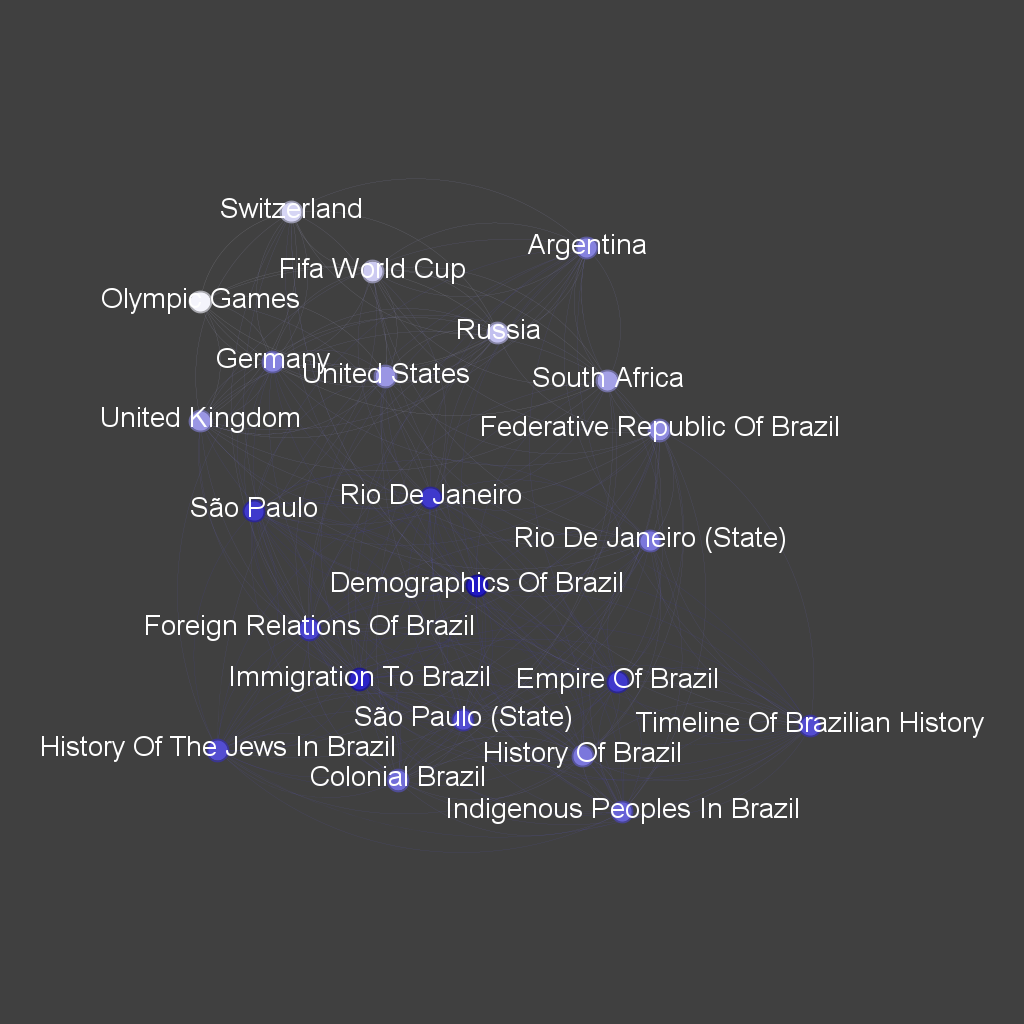 Switzerland
Argentina
Fifa World Cup
Olympic Games
Russia
Germany
United States
South Africa
United Kingdom
Federative Republic Of Brazil
Rio De Janeiro
São Paulo
Rio De Janeiro (State)
Demographics Of Brazil
Foreign Relations Of Brazil
Immigration To Brazil
Empire Of Brazil
São Paulo (State)
Timeline Of Brazilian History
History Of The Jews In Brazil
History Of Brazil
Colonial Brazil
Indigenous Peoples In Brazil